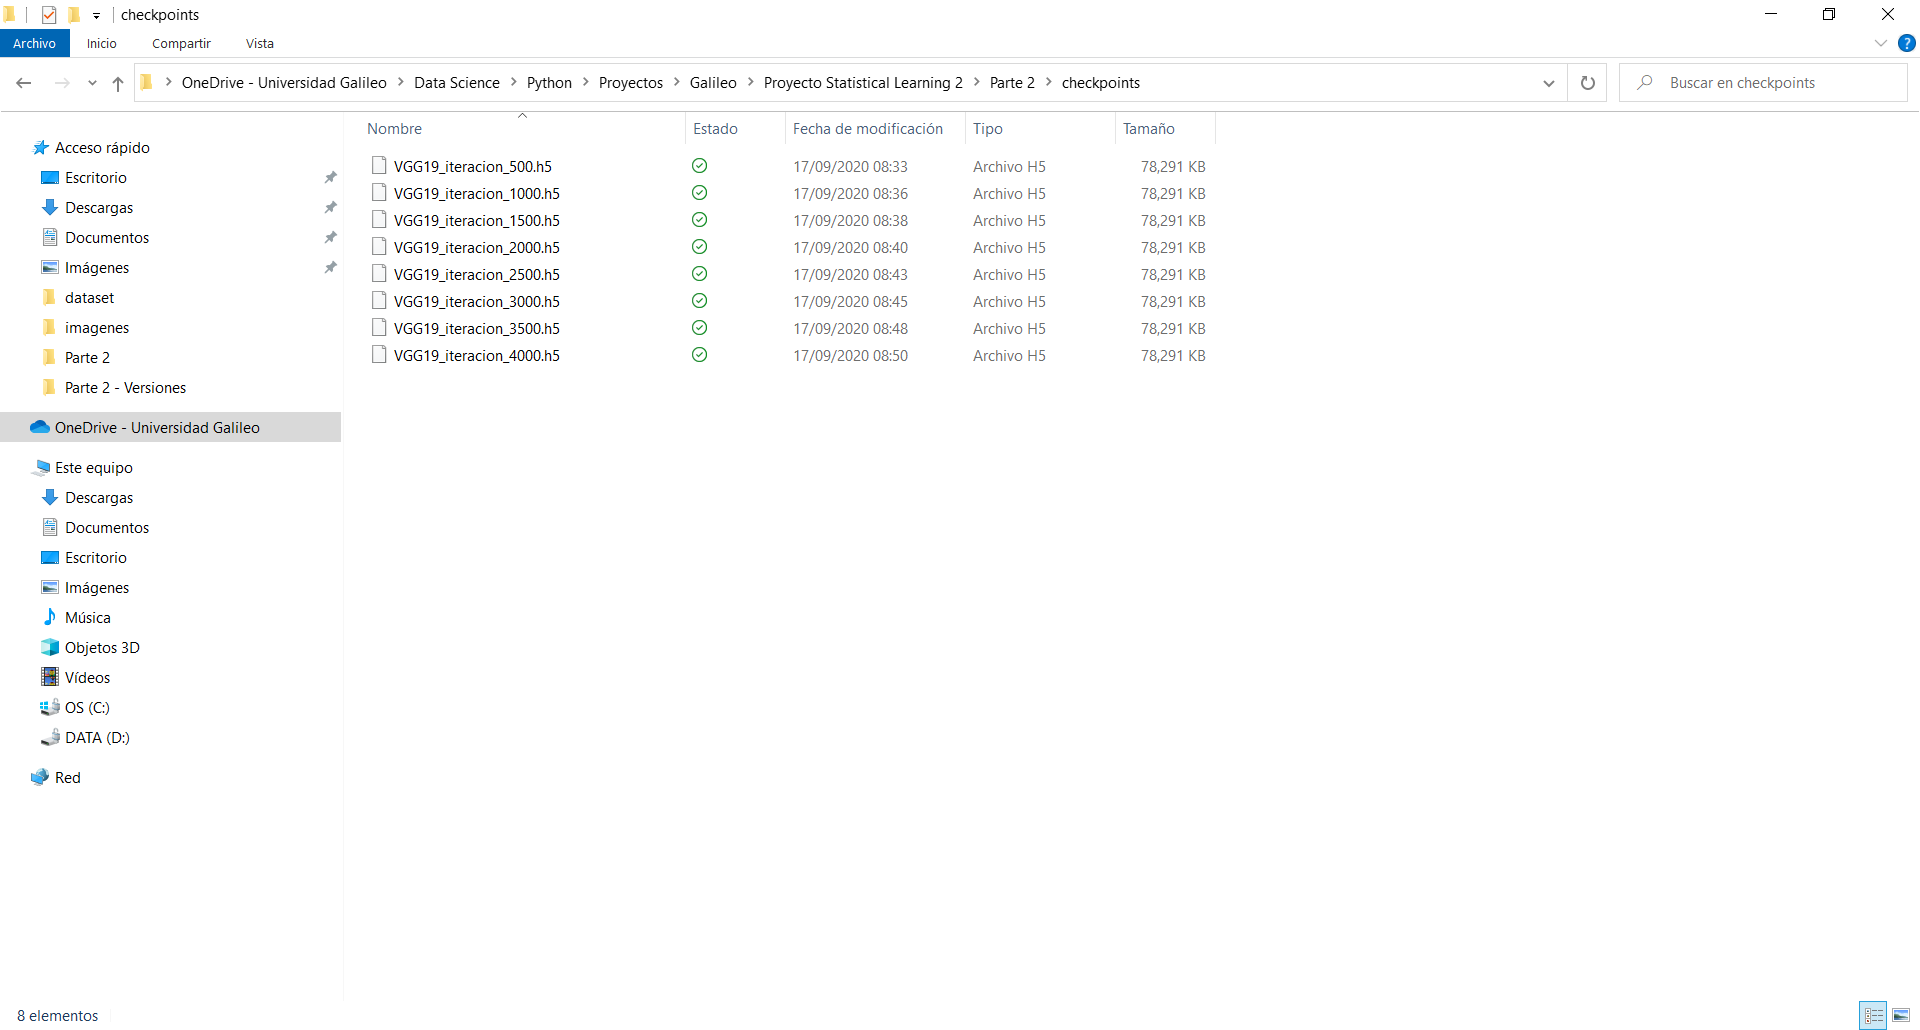 checkpoints
Archivo Inicio Compartir Vista
OneDrive - Universidad Galileo Data Science Python Proyectos Galileo Proyecto Statistical Learning 2 Parte 2 checkpoints
Buscar en checkpoints
Nombre Estado Fecha de modificación Tipo Tamaño
VGG19_iteracion_500.h5 17/09/2020 08:33 Archivo H5 78,291 KB
VGG19_iteracion_1000.h5 17/09/2020 08:36 Archivo H5 78,291 KB
VGG19_iteracion_1500.h5 17/09/2020 08:38 Archivo H5 78,291 KB
VGG19_iteracion_2000.h5 17/09/2020 08:40 Archivo H5 78,291 KB
VGG19_iteracion_2500.h5 17/09/2020 08:43 Archivo H5 78,291 KB
VGG19_iteracion_3000.h5 17/09/2020 08:45 Archivo H5 78,291 KB
VGG19_iteracion_3500.h5 17/09/2020 08:48 Archivo H5 78,291 KB
VGG19_iteracion_4000.h5 17/09/2020 08:50 Archivo H5 78,291 KB
Acceso rápido
Escritorio
Descargas
Documentos
Imágenes
dataset
imagenes
Parte 2
Parte 2 - Versiones
OneDrive - Universidad Galileo
Este equipo
Descargas
Documentos
Escritorio
Imágenes
Música
Objetos 3D
Vídeos
OS (C:)
DATA (D:)
Red
8 elementos